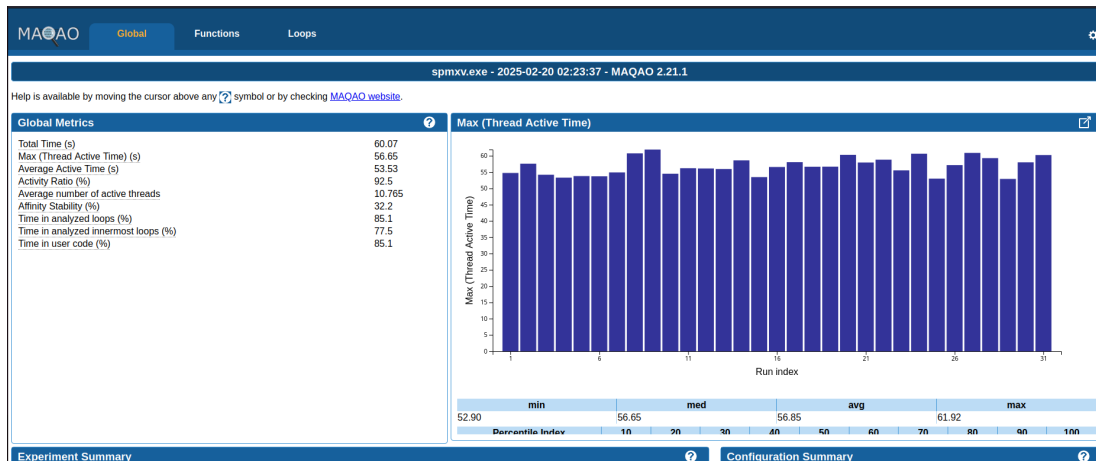 MAQAO Global Functions Loops
spmxv.exe - 2025-02-20 02:23:37 - MAQAO 2.21.1
Help is available by moving the cursor above any ? symbol or by checking MAQAO website.
Global Metrics ?
Total Time (s) 60.07
Max (Thread Active Time) (s) 56.65
Average Active Time (s) 53.53
Activity Ratio (%) 92.5
Average number of active threads 10.765
Affinity Stability (%) 32.2
Time in analyzed loops (%) 85.1
Time in analyzed innermost loops (%) 77.5
Time in user code (%) 85.1
Max (Thread Active Time)
Max (Thread Active Time)
60
55
50
45
40
35
30
25
20
15
10
5
0
1 6 11 16 21 26 31
Run index
min med avg max
52.90 56.65 56.85 61.92
Percentile Index 10 20 30 40 50 60 70 80 90 100
Experiment Summary ?
Configuration Summary ?